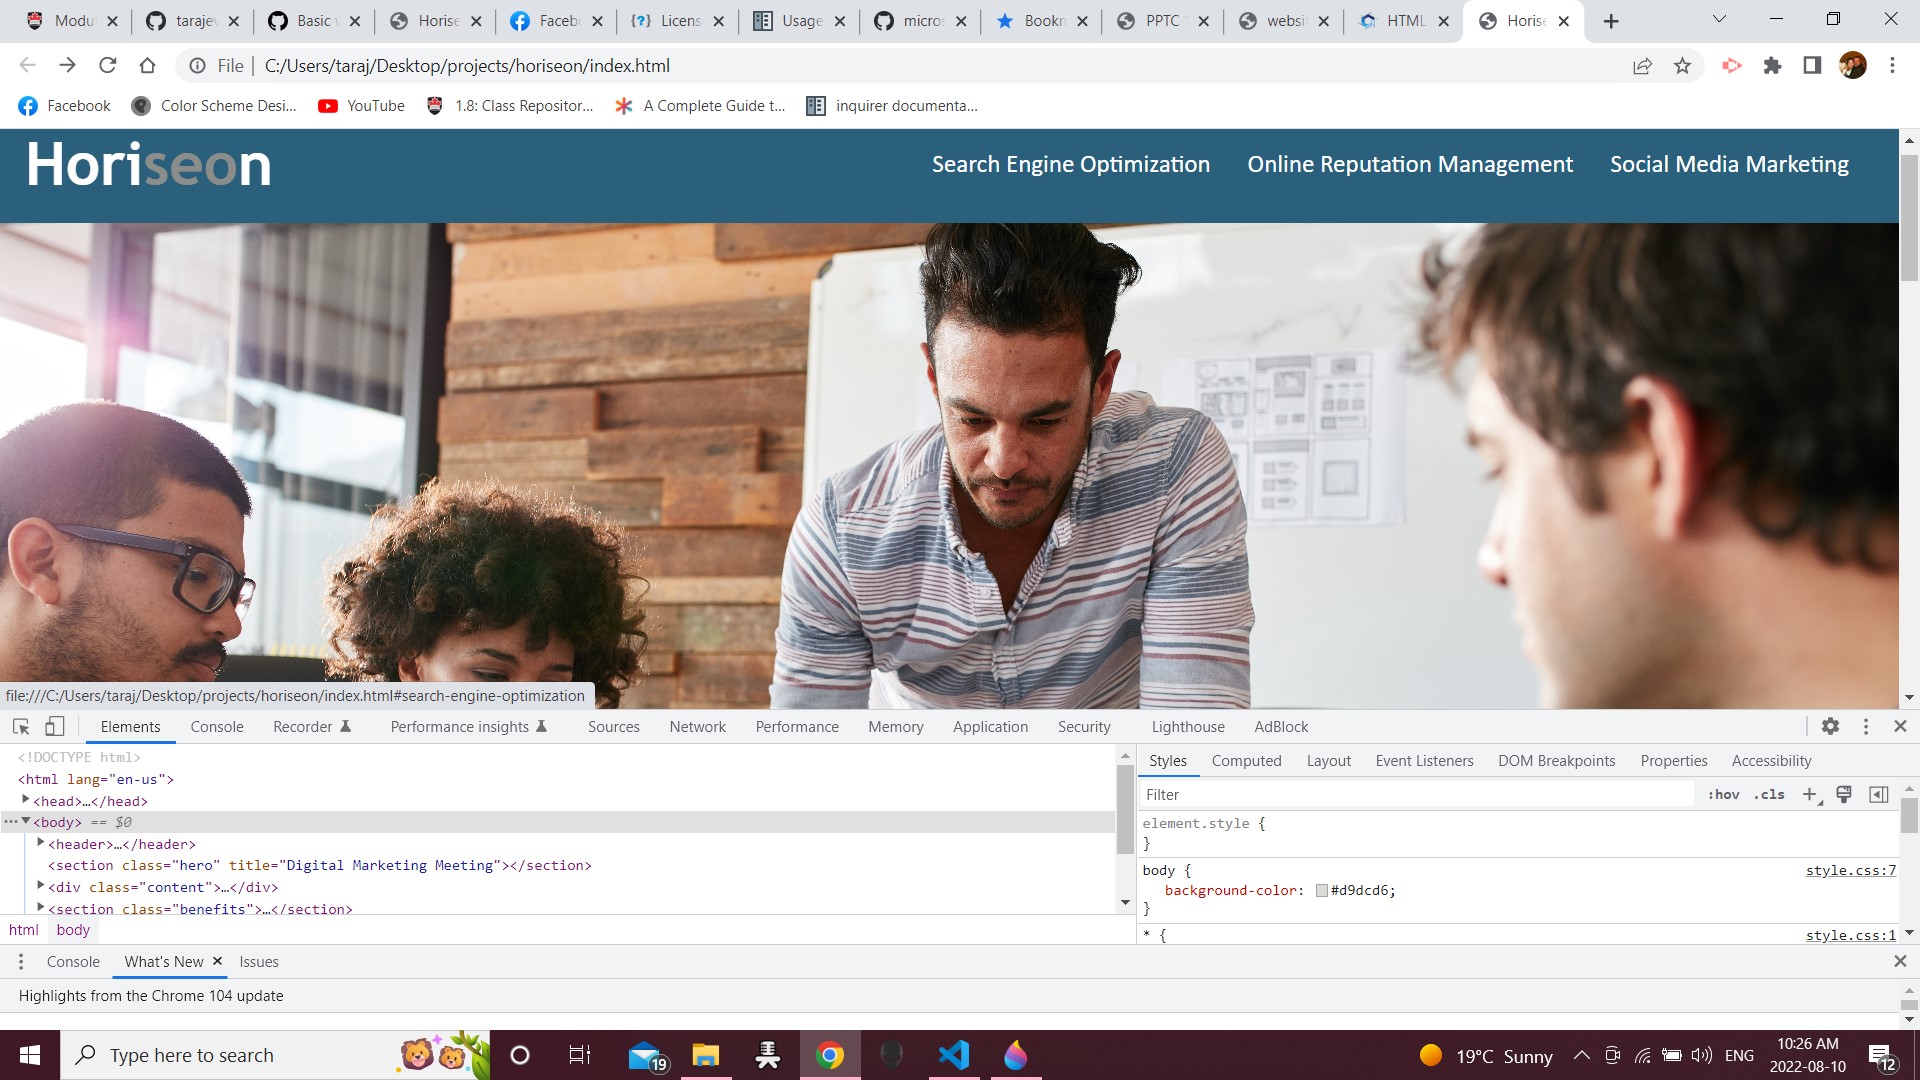 Modu taraje Basic Horise Faceb Licens Usage micros Bookm PPTC websi HTML Horise
File C:/Users/taraj/Desktop/projects/horiseon/index.html
Facebook Color Scheme Desi... YouTube 1.8: Class Repositor... A Complete Guide t... inquirer documenta...
Horiseon Search Engine Optimization Online Reputation Management Social Media Marketing
file:///C:/Users/taraj/Desktop/projects/horiseon/index.html#search-engine-optimization
Elements Console Recorder Performance insights Sources Network Performance Memory Application Security Lighthouse AdBlock
<!DOCTYPE html>
<html lang="en-us">
<head>…</head>
<body> == $0
<header>…</header>
<section class="hero" title="Digital Marketing Meeting"></section>
<div class="content">…</div>
<section class="benefits">…</section>
html body
Styles Computed Layout Event Listeners DOM Breakpoints Properties Accessibility
Filter :hov .cls
element.style {
}
body { style.css:7
background-color: #d9dcd6;
}
* { style.css:1
Console What's New Issues
Highlights from the Chrome 104 update
Type here to search 19 19°C Sunny ENG 10:26 AM
2022-08-10 12